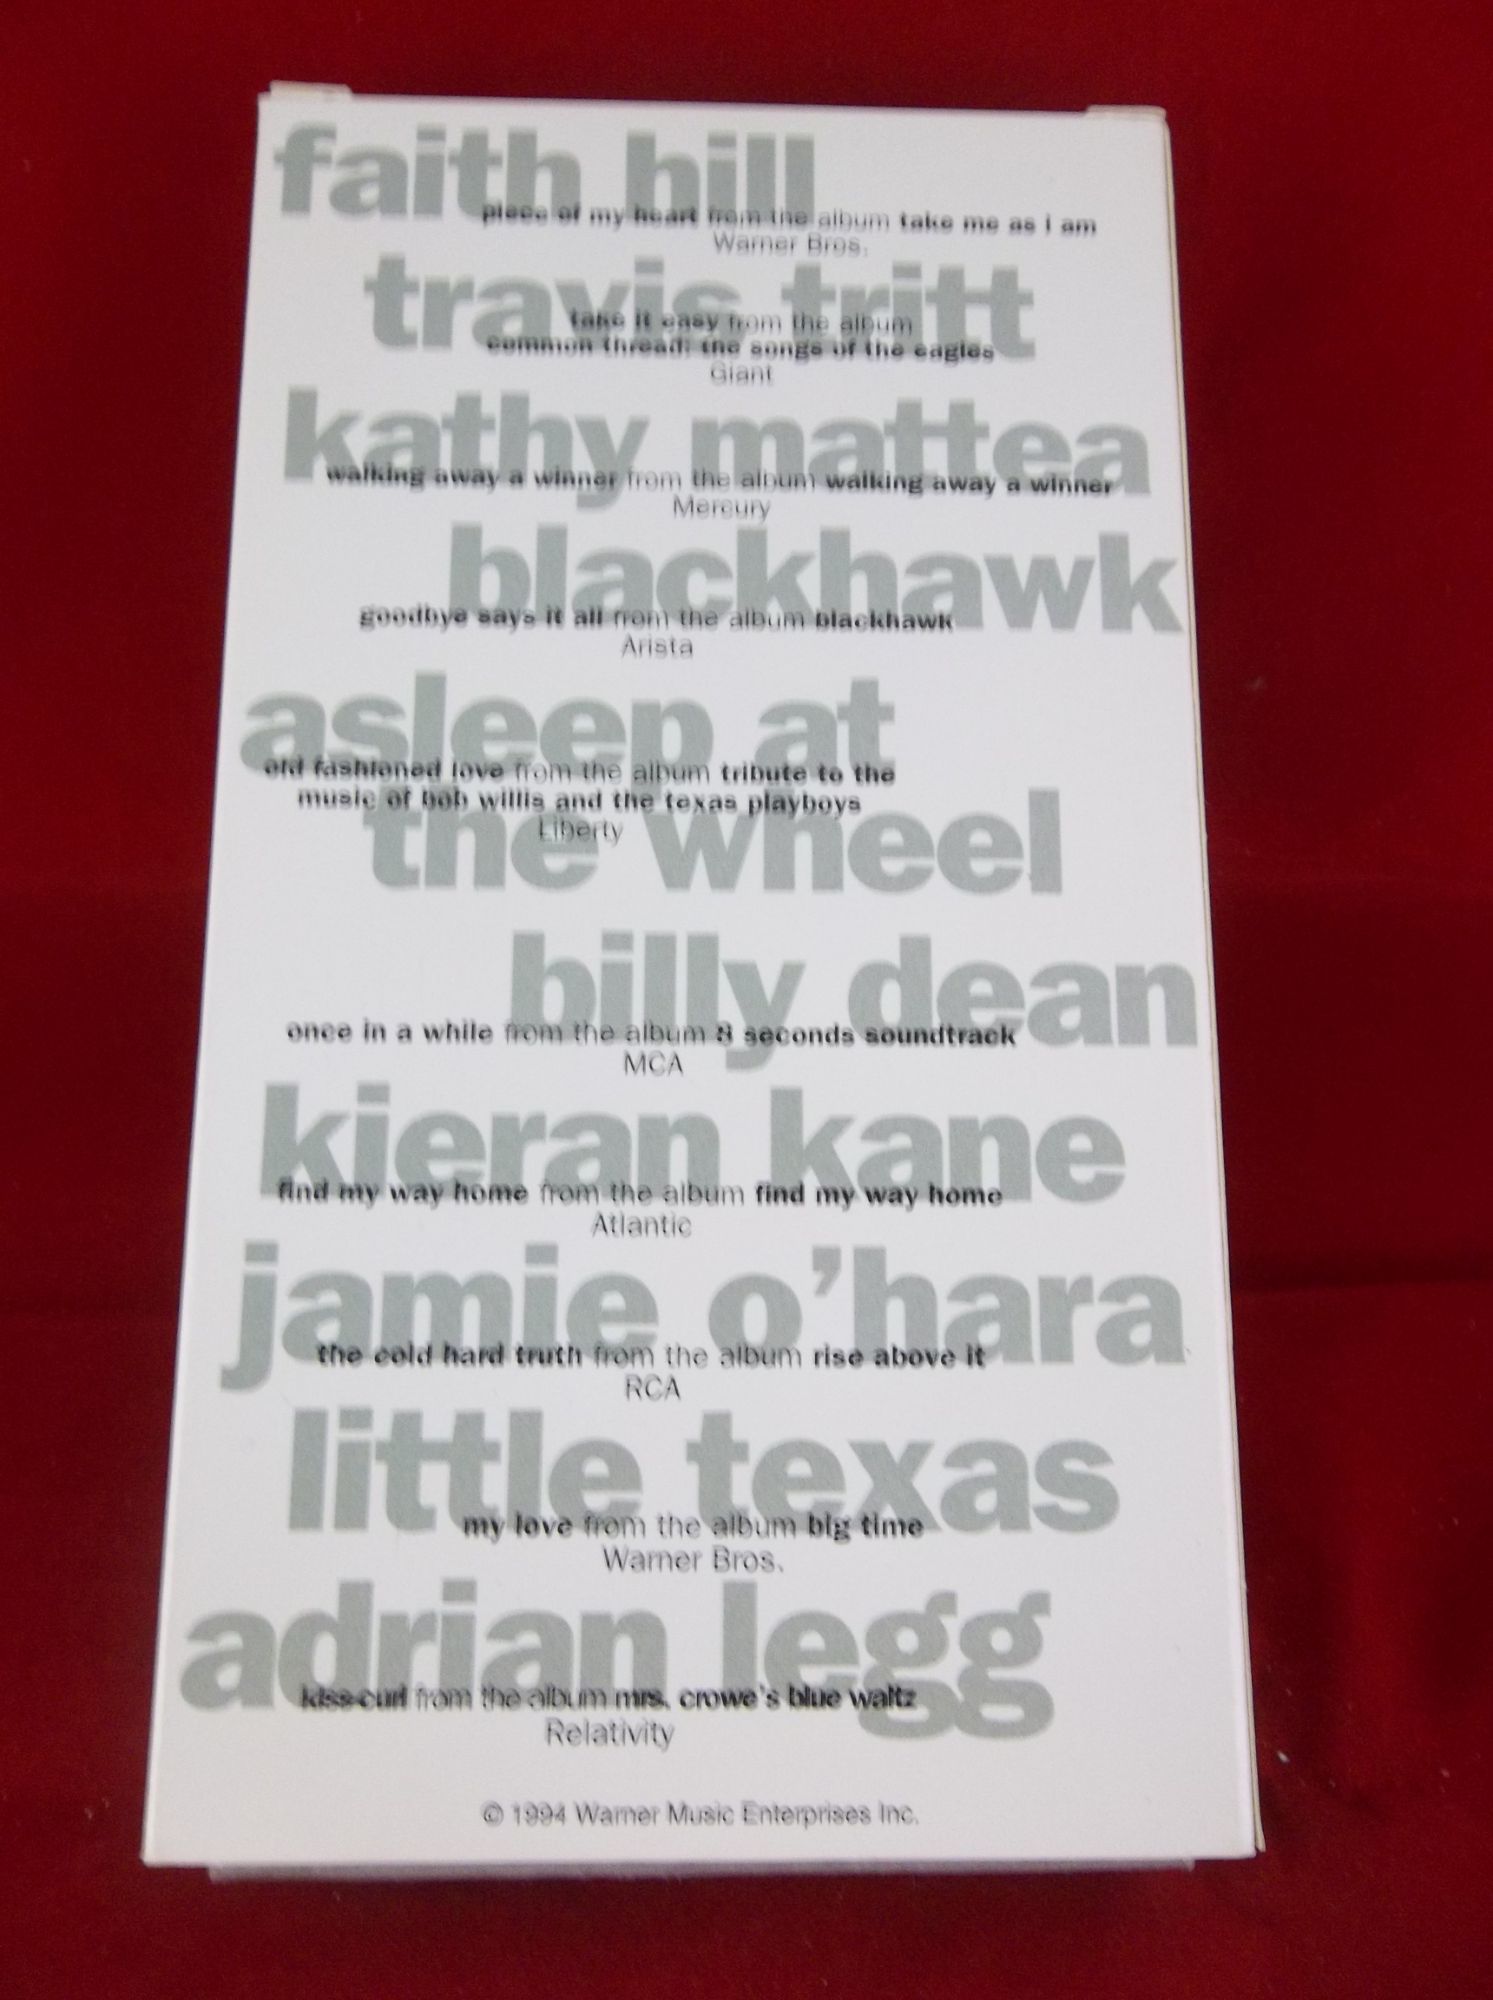 faith hill
piece of my heart from the album take me as i am
Warner Bros.
travis tritt
take it easy from the album
common thread: the songs of the eagles
Giant
kathy mattea
walking away a winner from the album walking away a winner
Mercury
blackhawk
goodbye says it all from the album blackhawk
Arista
asleep at
old fashioned love from the album tribute to the
music of bob willis and the texas playboys
the wheel
Liberty
billy dean
once in a while from the album 8 seconds soundtrack
MCA
kieran kane
find my way home from the album find my way home
Atlantic
jamie o'hara
the cold hard truth from the album rise above it
RCA
little texas
my love from the album big time
Warner Bros.
adrian legg
kiss-curl from the album mrs. crowe's blue waltz
Relativity
© 1994 Warner Music Enterprises Inc.